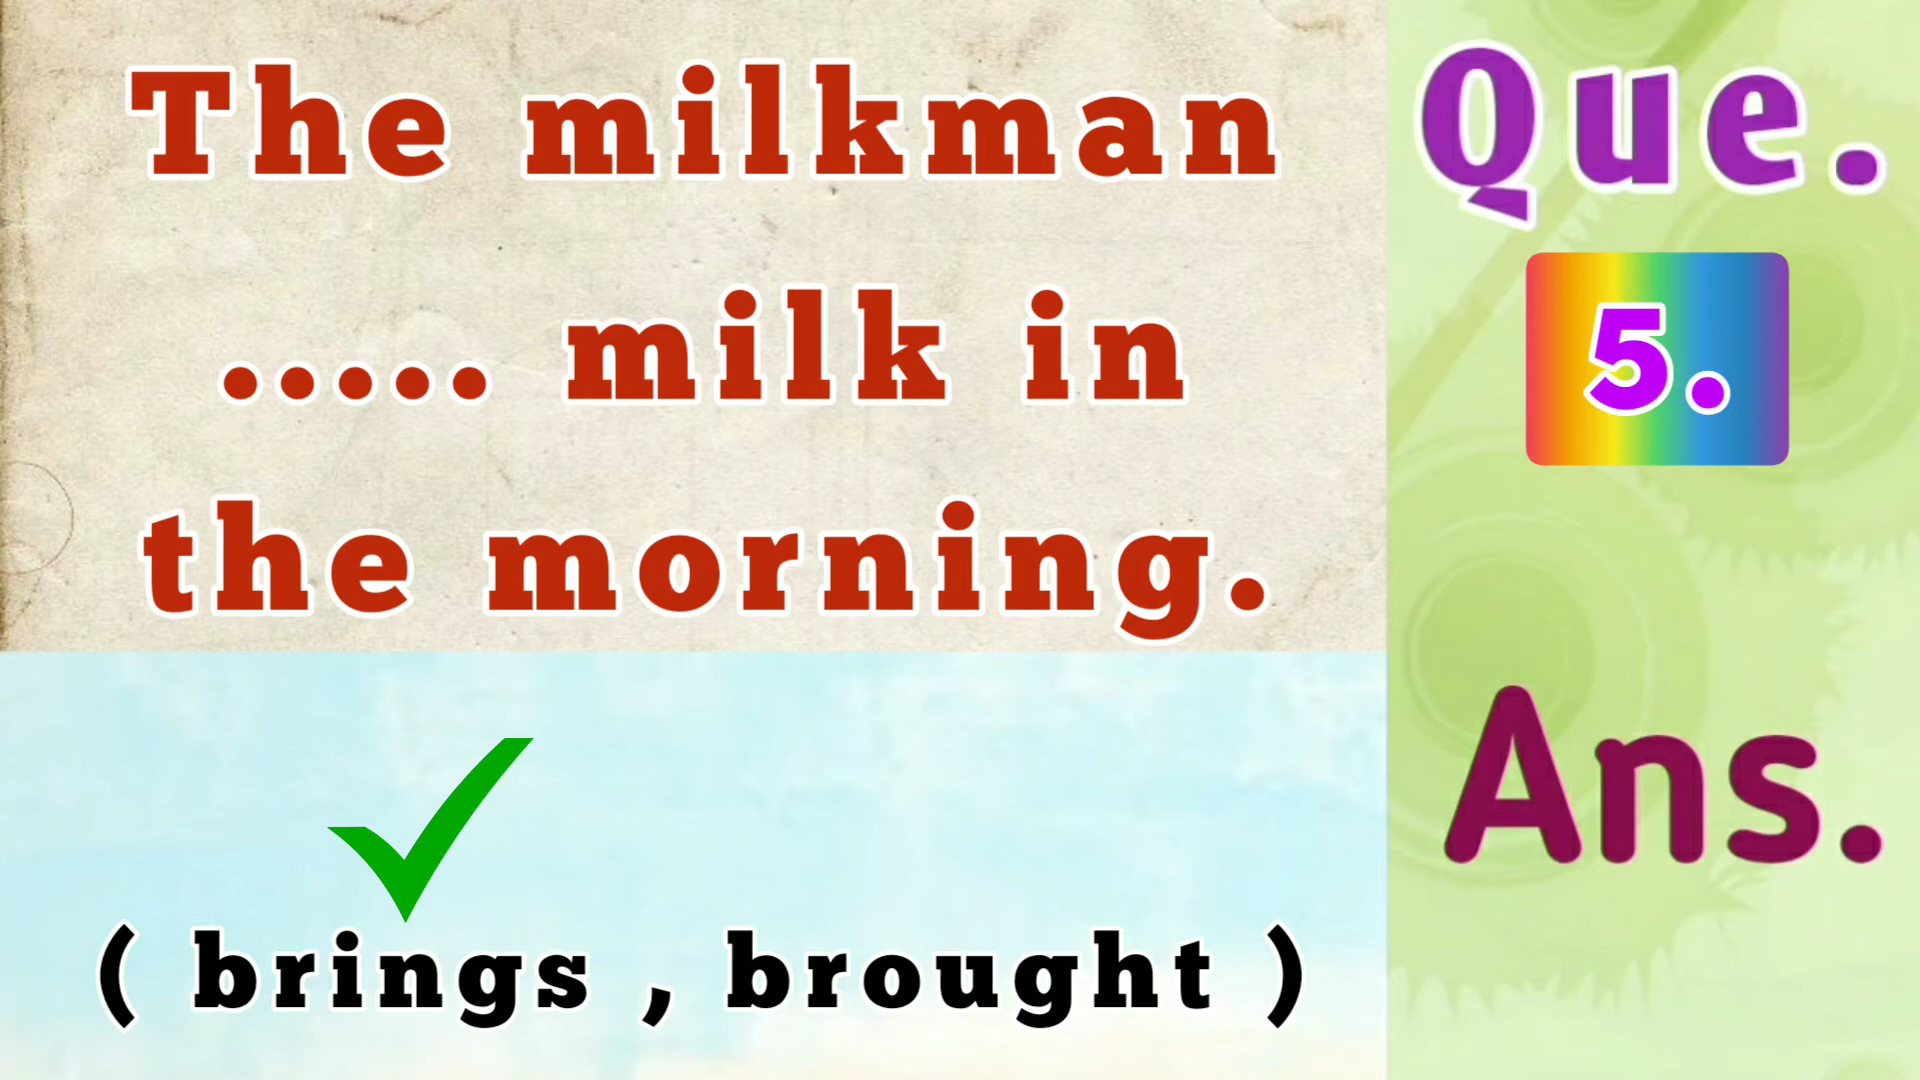 The milkman
..... milk in
the morning.
( brings , brought )
Que.
5.
Ans.